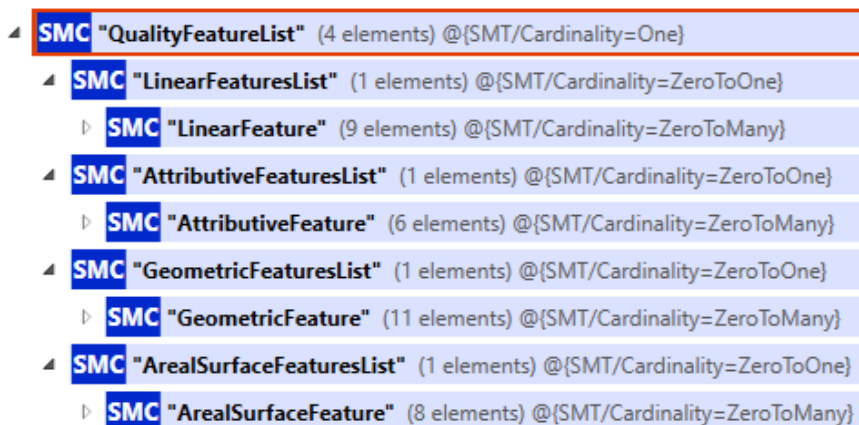 SMC "QualityFeatureList" (4 elements) @{SMT/Cardinality=One}
SMC "LinearFeaturesList" (1 elements) @{SMT/Cardinality=ZeroToOne}
SMC "LinearFeature" (9 elements) @{SMT/Cardinality=ZeroToMany}
SMC "AttributiveFeaturesList" (1 elements) @{SMT/Cardinality=ZeroToOne}
SMC "AttributiveFeature" (6 elements) @{SMT/Cardinality=ZeroToMany}
SMC "GeometricFeaturesList" (1 elements) @{SMT/Cardinality=ZeroToOne}
SMC "GeometricFeature" (11 elements) @{SMT/Cardinality=ZeroToMany}
SMC "ArealSurfaceFeaturesList" (1 elements) @{SMT/Cardinality=ZeroToOne}
SMC "ArealSurfaceFeature" (8 elements) @{SMT/Cardinality=ZeroToMany}